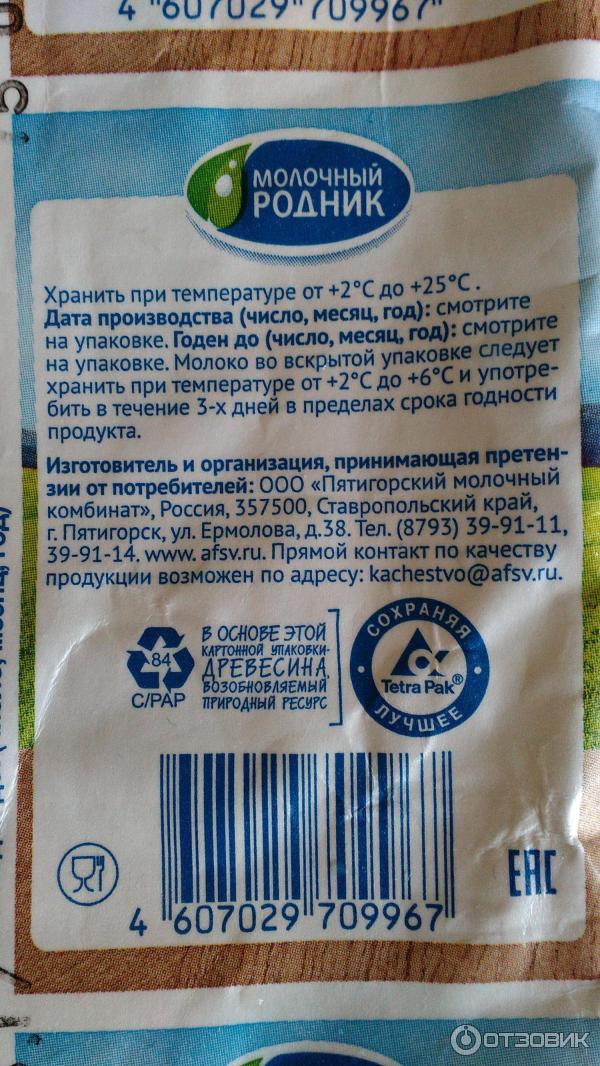 4 607029 709967
МОЛОЧНЫЙ
РОДНИК
Хранить при температуре от +2°С до +25°С .
Дата производства (число, месяц, год): смотрите
на упаковке. Годен до (число, месяц, год): смотрите
на упаковке. Молоко во вскрытой упаковке следует
хранить при температуре от +2°С до +6°С и употре-
бить в течение 3-х дней в пределах срока годности
продукта.
Изготовитель и организация, принимающая претен-
зии от потребителей: ООО «Пятигорский молочный
комбинат», Россия, 357500, Ставропольский край,
г. Пятигорск, ул. Ермолова, д.38. Тел. (8793) 39-91-11,
39-91-14. www. afsv.ru. Прямой контакт по качеству
продукции возможен по адресу: kachestvo@afsv.ru.
84
C/PAP
В ОСНОВЕ ЭТОЙ
КАРТОННОЙ УПАКОВКИ-
ДРЕВЕСИНА,
ВОЗОБНОВЛЯЕМЫЙ
ПРИРОДНЫЙ РЕСУРС
СОХРАНЯЯ
Tetra Pak®
ЛУЧШЕЕ
4 607029 709967
EAC
МОЛОЧНЫЙ
ОТЗОВИК